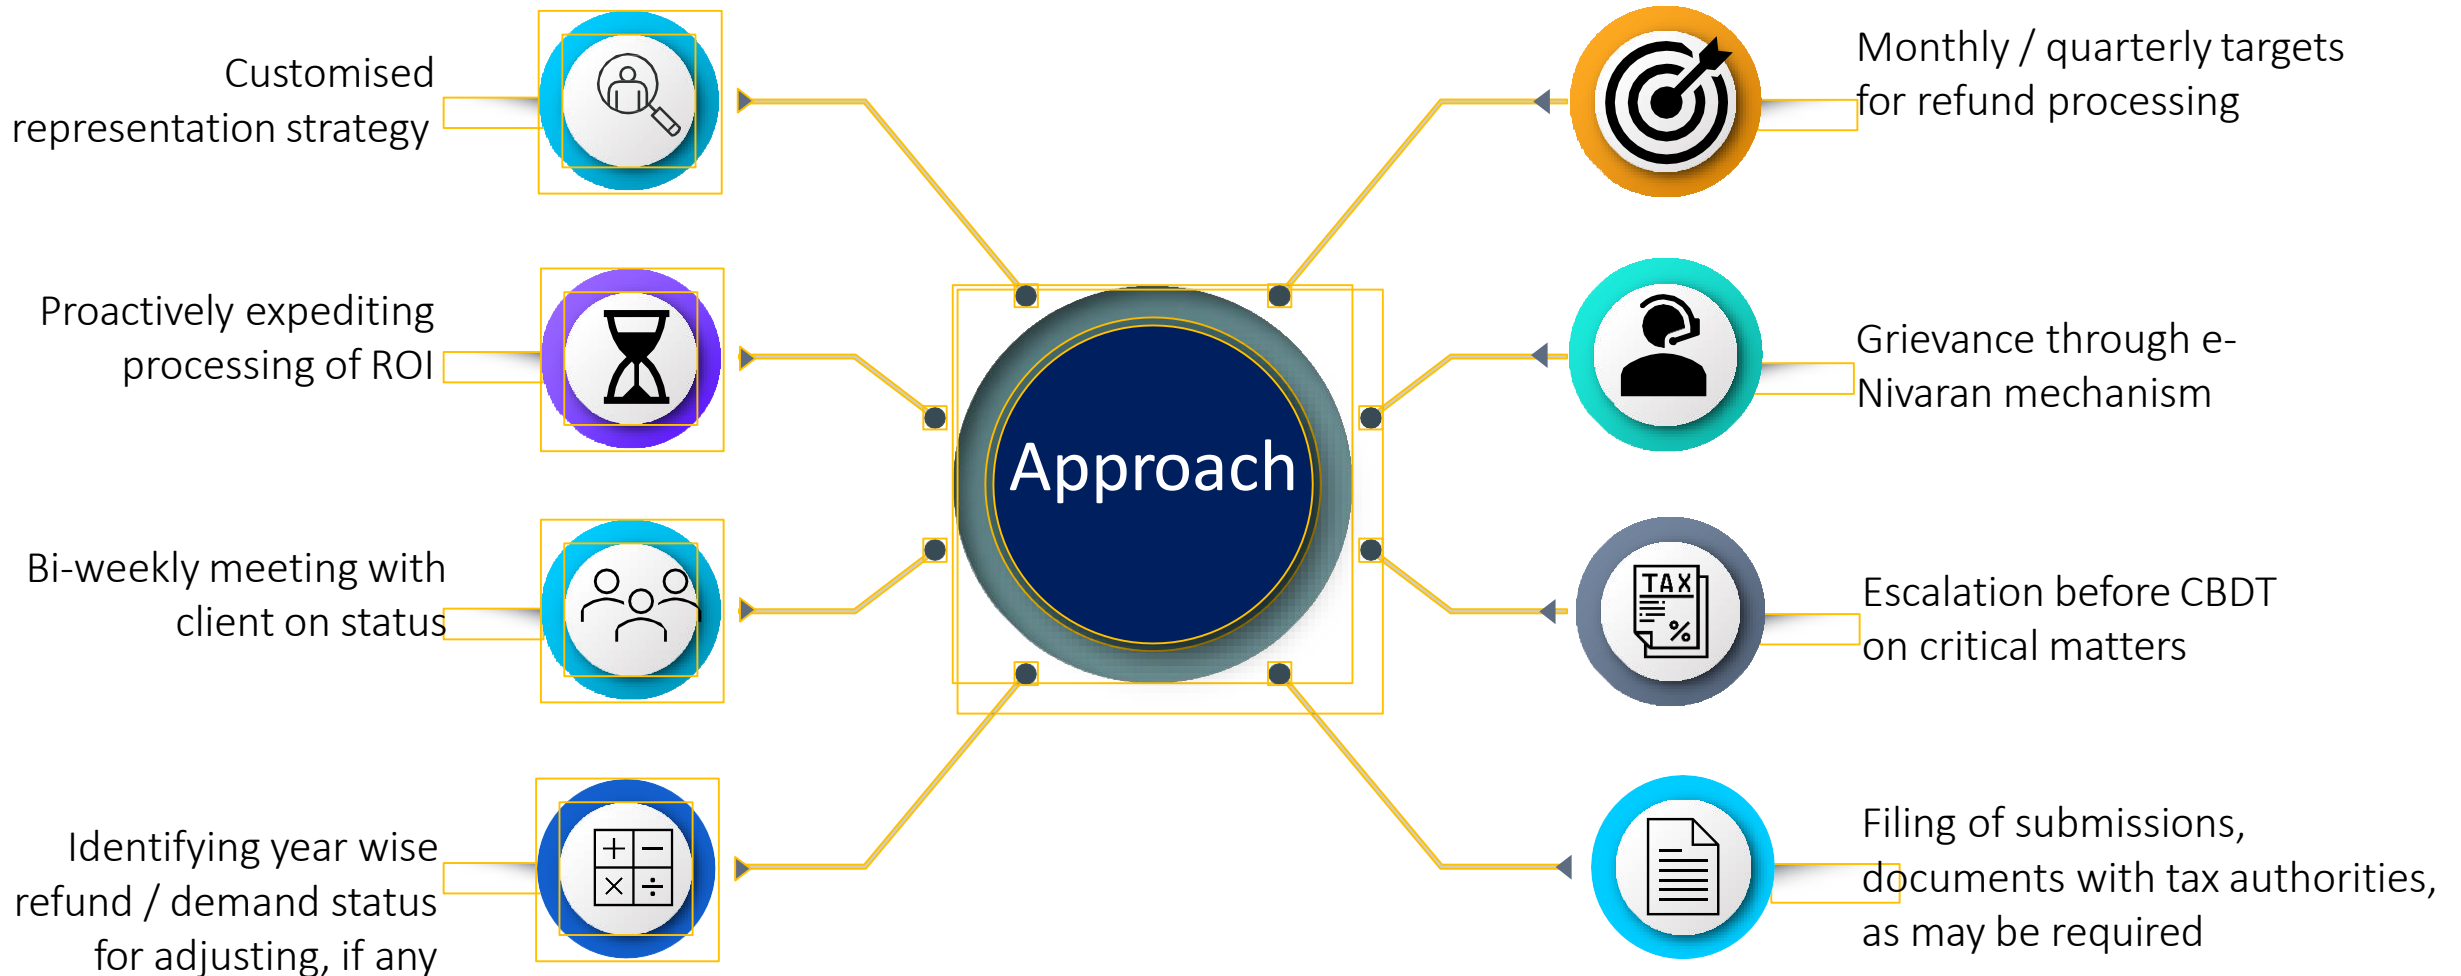 Customised
representation strategy
Proactively expediting
processing of ROI
Bi-weekly meeting with
client on status
Identifying year wise
refund / demand status
for adjusting, if any
Approach
Monthly / quarterly targets
for refund processing
Grievance through e-
Nivaran mechanism
TAX
%
Escalation before CBDT
on critical matters
Filing of submissions,
documents with tax authorities,
as may be required